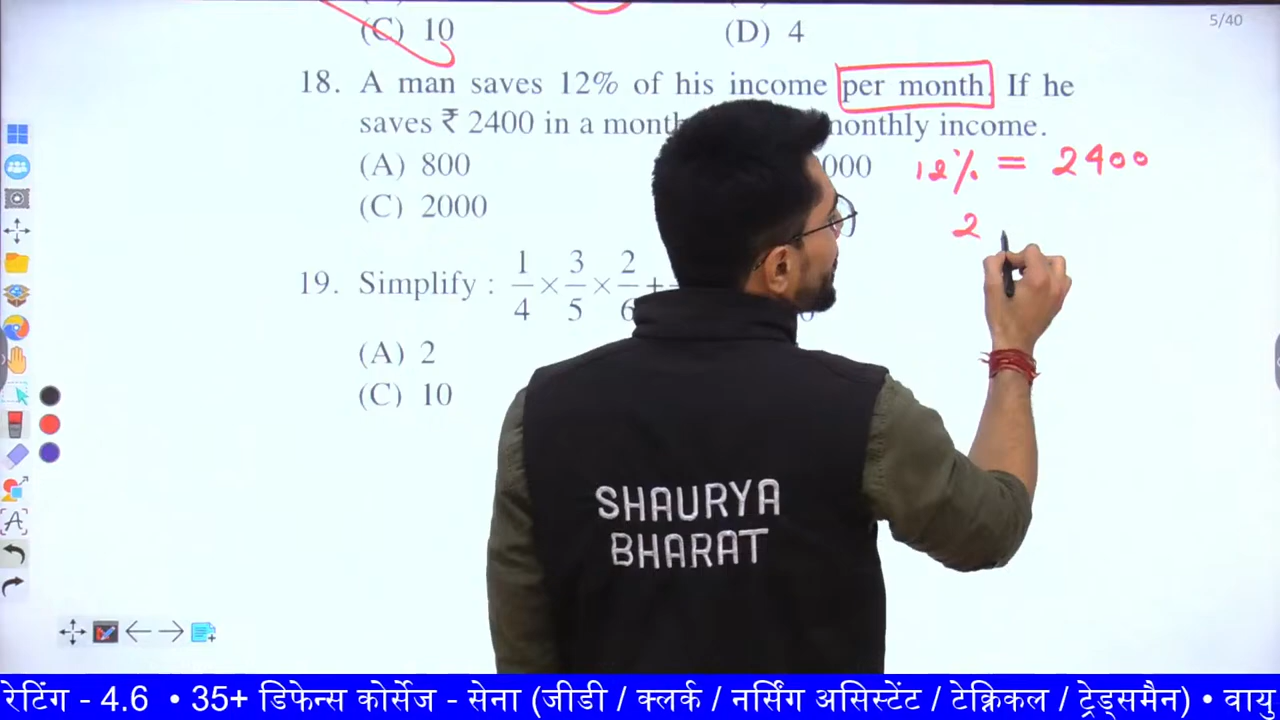 (C) 10 (D) 4
5/40
18. A man saves 12% of his income per month. If he
saves ₹ 2400 in a month monthly income.
(A) 800 000
12% = 2400
(C) 2000
2
19. Simplify : 1/4 × 3/5 × 2/6 +
(A) 2
(C) 10
SHAURYA
BHARAT
रेटिंग - 4.6 • 35+ डिफेन्स कोर्सेज - सेना (जीडी / क्लर्क / नर्सिंग असिस्टेंट / टेक्निकल / ट्रेड्समैन) • वायु